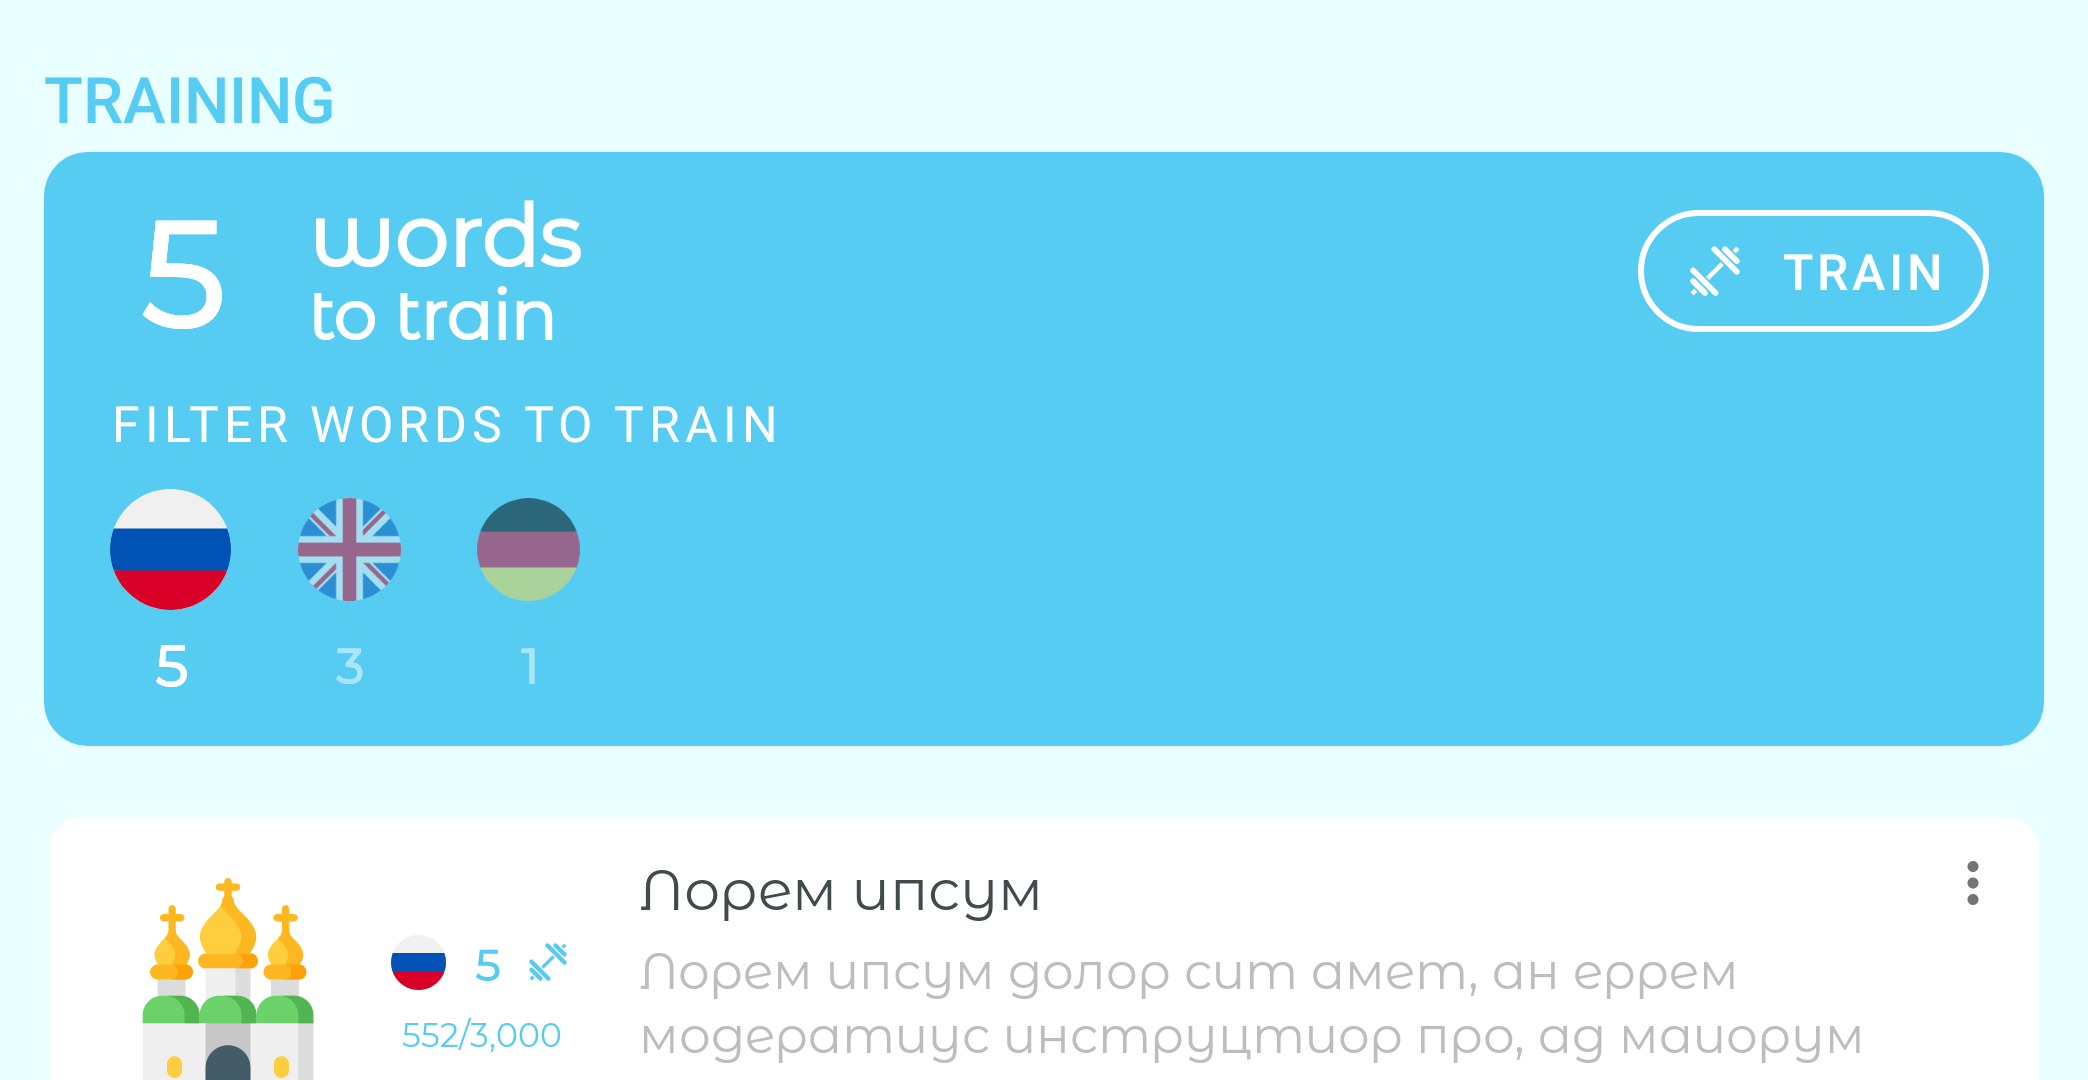 TRAINING
5 words
to train
TRAIN
FILTER WORDS TO TRAIN
5 3 1
Лорем ипсум
5
552/3,000
Лорем ипсум долор сит амет, ан еррем
модератиус инструцтиор про, ад маиорум